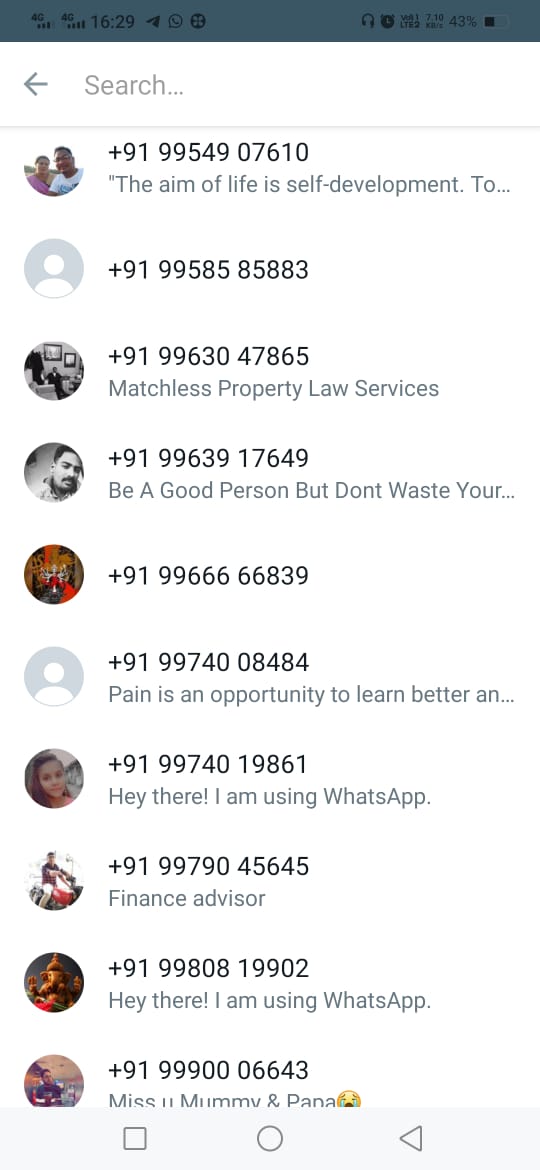 4G 4G 16:29 7.10 KB/s 43%
Search...
+91 99549 07610
"The aim of life is self-development. To...
+91 99585 85883
+91 99630 47865
Matchless Property Law Services
+91 99639 17649
Be A Good Person But Dont Waste Your...
+91 99666 66839
+91 99740 08484
Pain is an opportunity to learn better an...
+91 99740 19861
Hey there! I am using WhatsApp.
+91 99790 45645
Finance advisor
+91 99808 19902
Hey there! I am using WhatsApp.
+91 99900 06643
Miss u Mummy & Papa😭